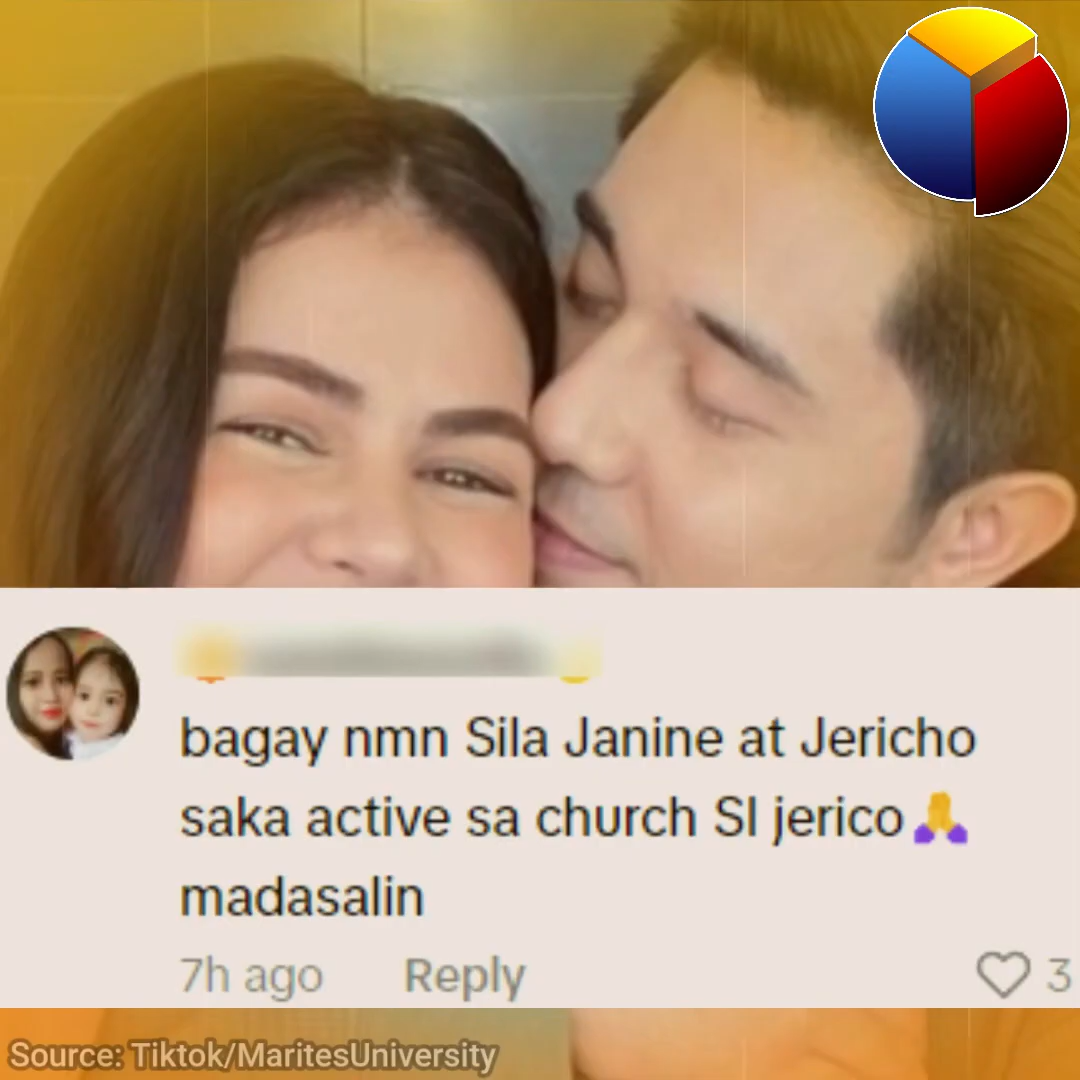 bagay nmn Sila Janine at Jericho
saka active sa church SI jerico🙏
madasalin
7h ago Reply 3
Source: Tiktok/MaritesUniversity